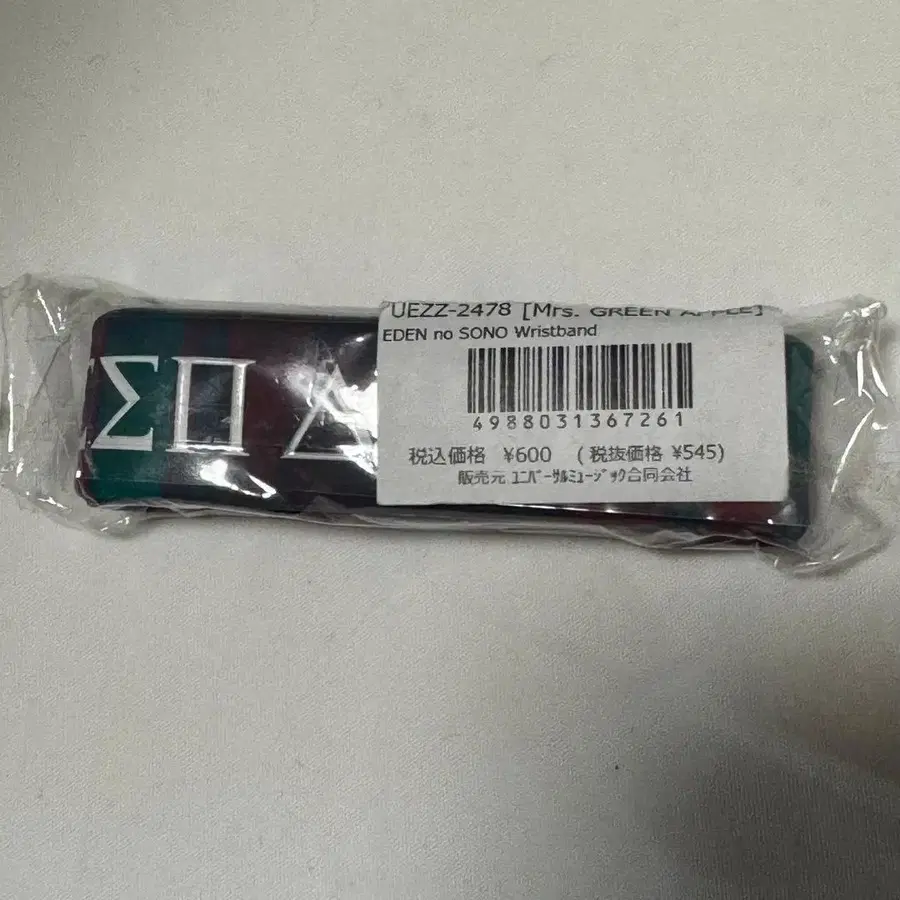 ΣΠΔ
UEZZ-2478 [Mrs. GREEN APPLE]
EDEN no SONO Wristband
4988031367261
税込価格 ¥600 (税抜価格 ¥545)
販売元 ﾕﾆﾊﾞｰｻﾙﾐｭｰｼﾞｯｸ合同会社